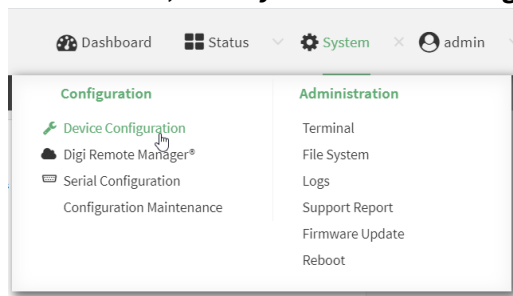 Dashboard Status System admin
Configuration
Device Configuration
Digi Remote Manager®
Serial Configuration
Configuration Maintenance
Administration
Terminal
File System
Logs
Support Report
Firmware Update
Reboot